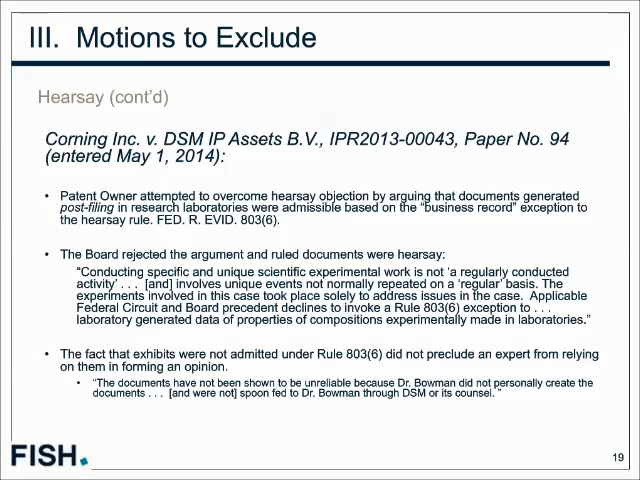 III. Motions to Exclude
Hearsay (cont'd)
Corning Inc. v. DSM IP Assets B.V., IPR2013-00043, Paper No. 94
(entered May 1, 2014):
• Patent Owner attempted to overcome hearsay objection by arguing that documents generated
post-filing in research laboratories were admissible based on the "business record" exception to
the hearsay rule. FED. R. EVID. 803(6).
• The Board rejected the argument and ruled documents were hearsay:
"Conducting specific and unique scientific experimental work is not 'a regularly conducted
activity' . . . [and] involves unique events not normally repeated on a 'regular' basis. The
experiments involved in this case took place solely to address issues in the case. Applicable
Federal Circuit and Board precedent declines to invoke a Rule 803(6) exception to . . .
laboratory generated data of properties of compositions experimentally made in laboratories."
• The fact that exhibits were not admitted under Rule 803(6) did not preclude an expert from relying
on them in forming an opinion.
• "The documents have not been shown to be unreliable because Dr. Bowman did not personally create the
documents . . . [and were not] spoon fed to Dr. Bowman through DSM or its counsel. "
FISH.
19